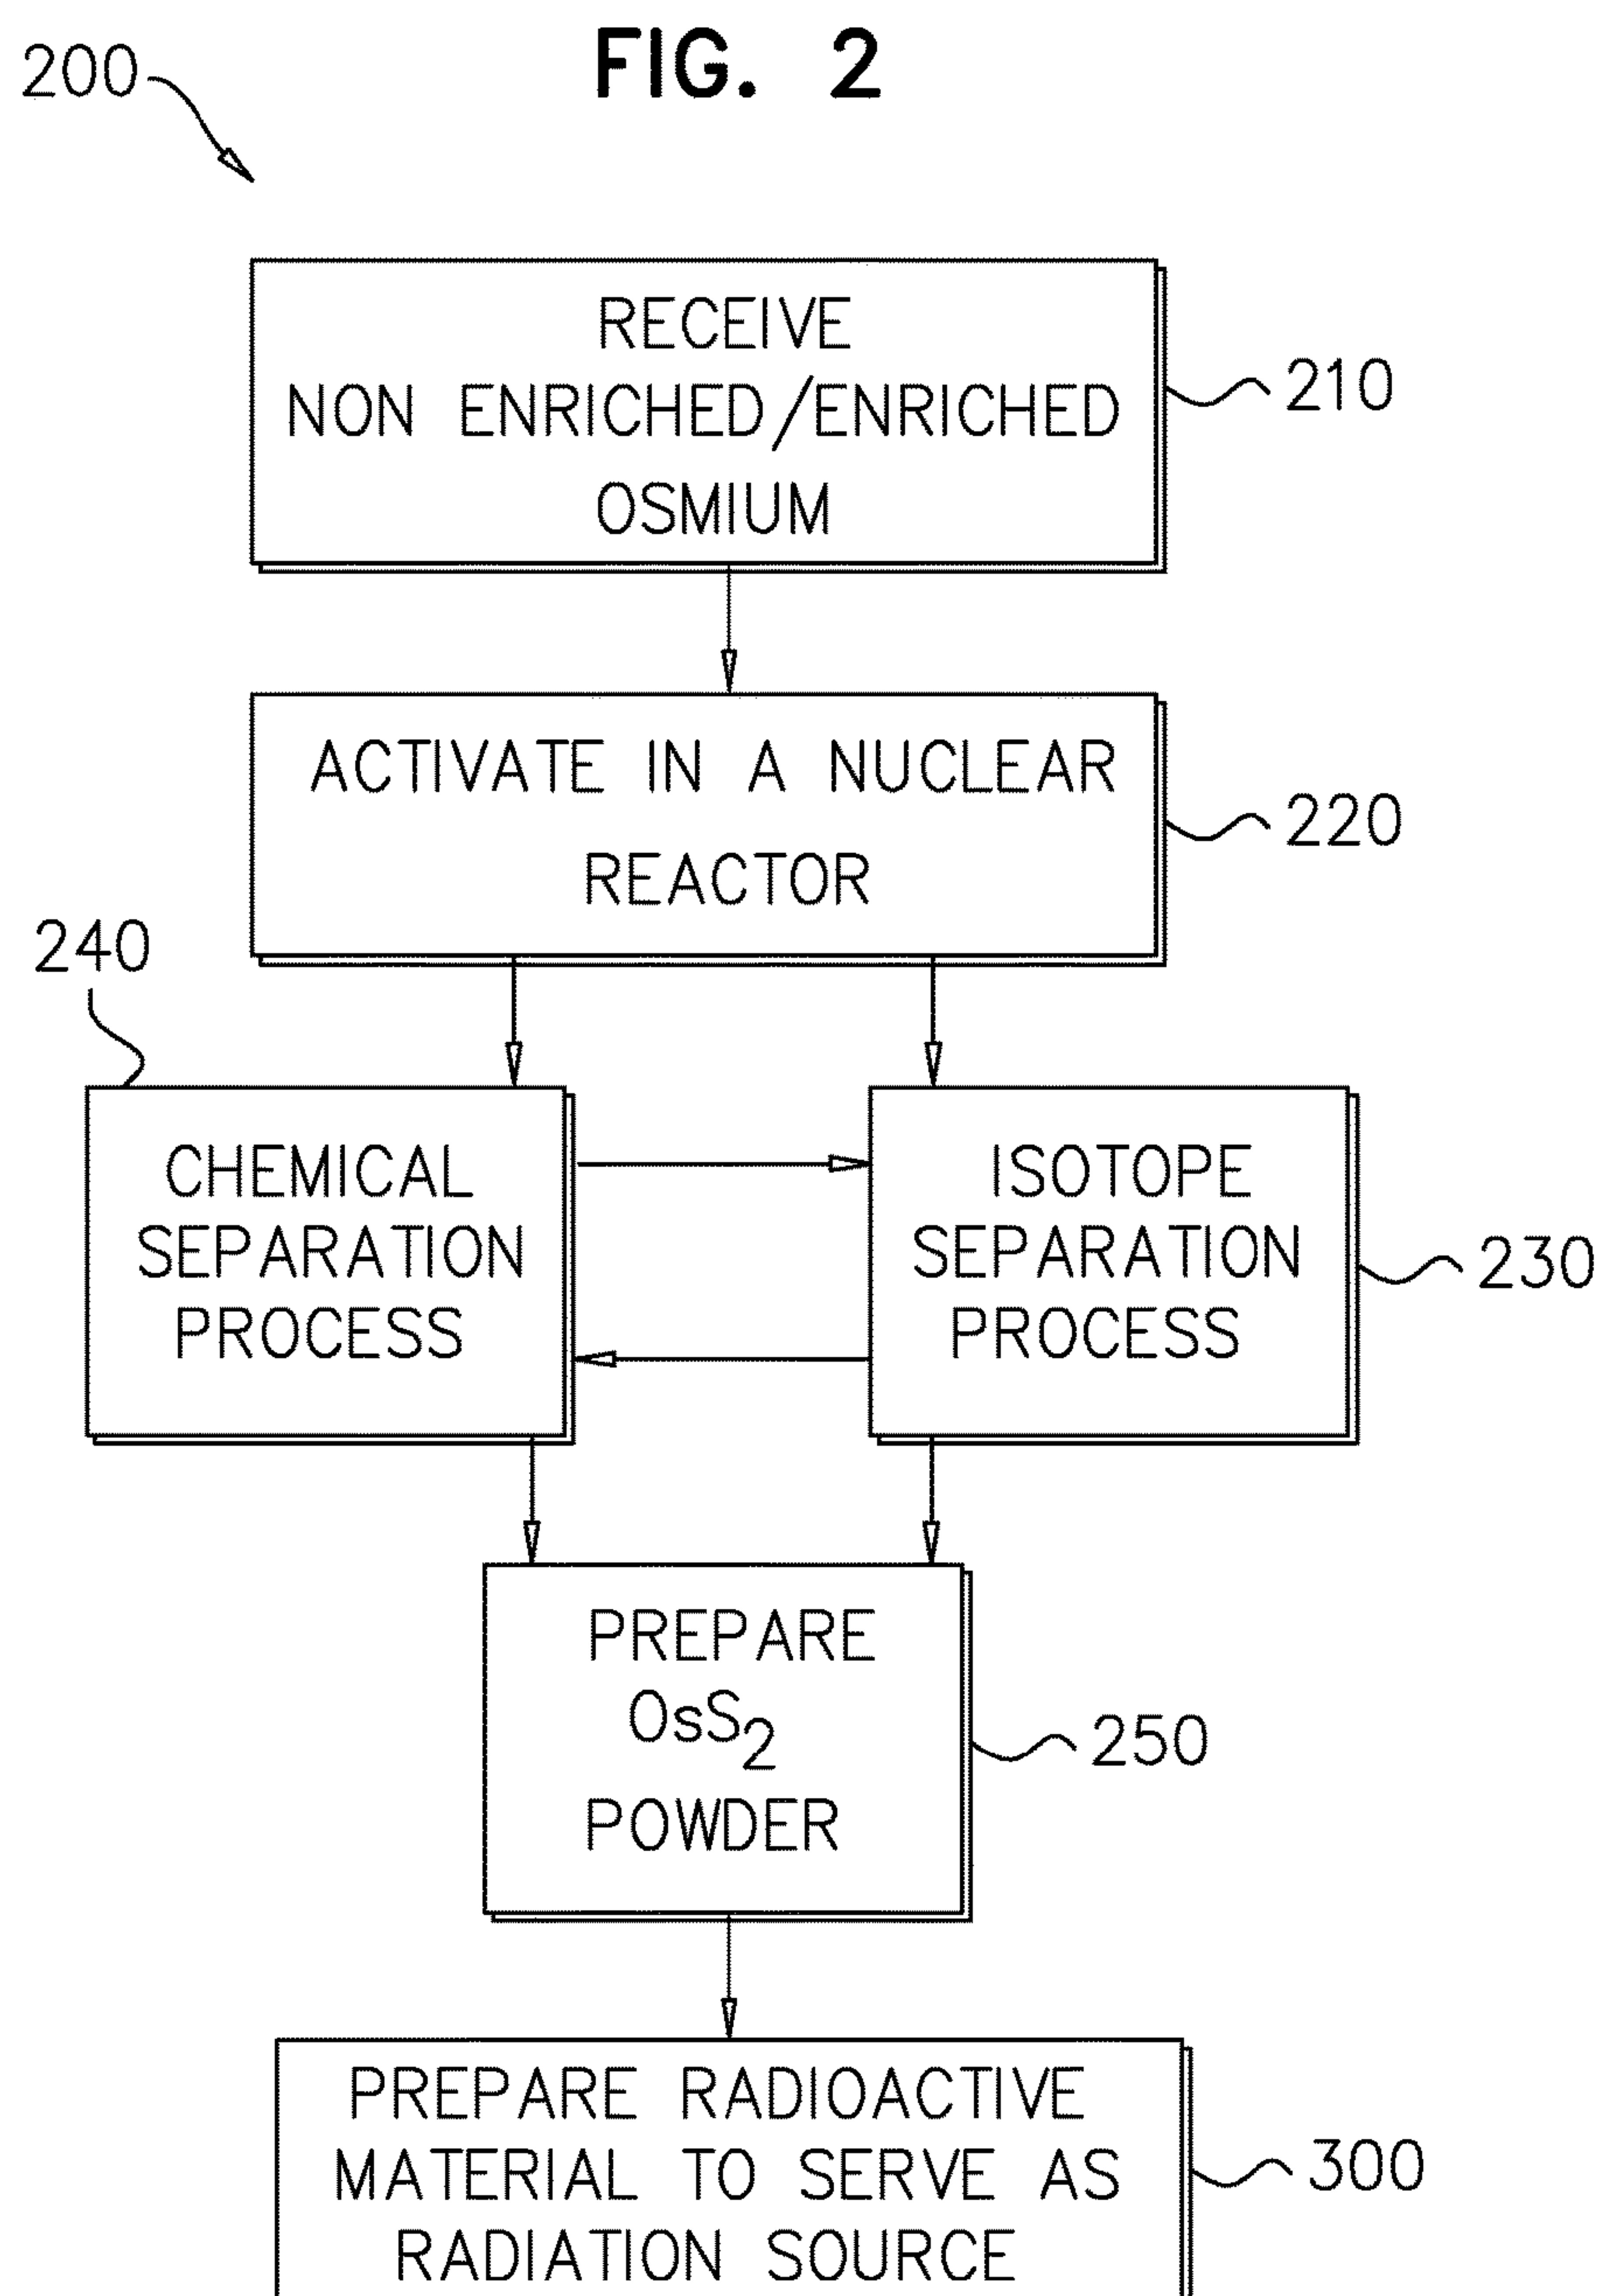 FIG. 2
200
RECEIVE
NON ENRICHED/ENRICHED
OSMIUM
210
ACTIVATE IN A NUCLEAR
REACTOR
220
240
CHEMICAL
SEPARATION
PROCESS
ISOTOPE
SEPARATION
PROCESS
230
PREPARE
OsS₂
POWDER
250
PREPARE RADIOACTIVE
MATERIAL TO SERVE AS
RADIATION SOURCE
300